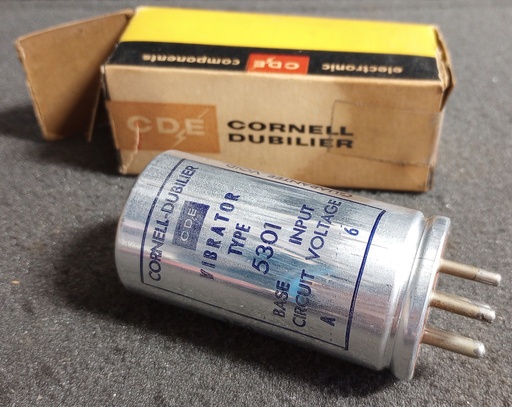 electronic
CDE
components
CDE
CORNELL
DUBILIER
CORNELL-DUBILIER
CDE
VIBRATOR
TYPE
5301
BASE INPUT
CIRCUIT VOLTAGE
A 6